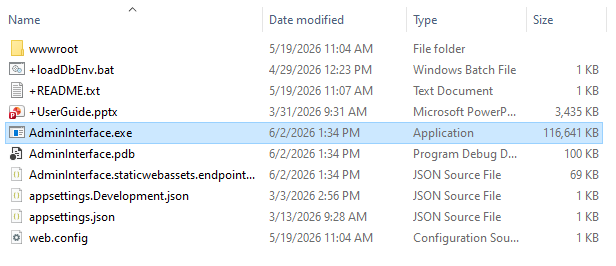 Name Date modified Type Size
wwwroot 5/19/2026 11:04 AM File folder
+loadDbEnv.bat 4/29/2026 12:23 PM Windows Batch File 1 KB
+README.txt 5/19/2026 11:07 AM Text Document 1 KB
+UserGuide.pptx 3/31/2026 9:31 AM Microsoft PowerP... 3,435 KB
AdminInterface.exe 6/2/2026 1:34 PM Application 116,641 KB
AdminInterface.pdb 6/2/2026 1:34 PM Program Debug D... 100 KB
AdminInterface.staticwebassets.endpoint... 6/2/2026 1:34 PM JSON Source File 69 KB
appsettings.Development.json 3/3/2026 2:56 PM JSON Source File 1 KB
appsettings.json 3/13/2026 9:28 AM JSON Source File 1 KB
web.config 5/19/2026 11:04 AM Configuration Sou... 1 KB